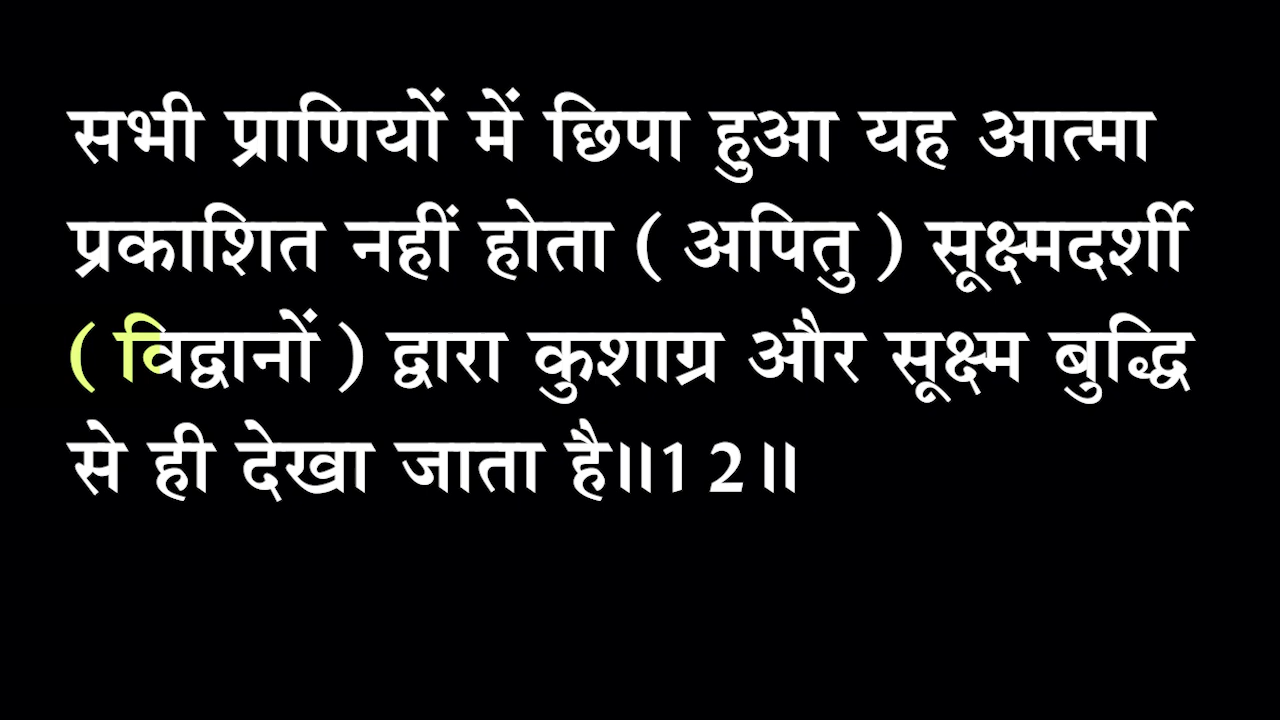 सभी प्राणियों में छिपा हुआ यह आत्मा
प्रकाशित नहीं होता ( अपितु ) सूक्ष्मदर्शी
( विद्वानों ) द्वारा कुशाग्र और सूक्ष्म बुद्धि
से ही देखा जाता है॥12॥